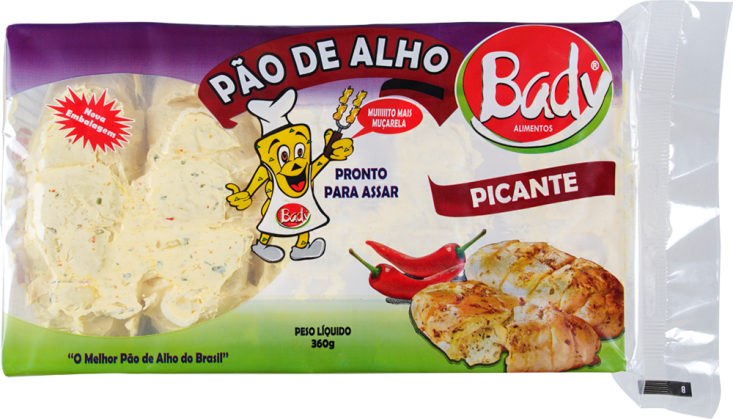 PÃO DE ALHO
Bady®
ALIMENTOS
Nova
Embalagem
MUIIIIITO MAIS
MUÇARELA
PRONTO
PARA ASSAR
PICANTE
Bady
PESO LÍQUIDO
360g
"O Melhor Pão de Alho do Brasil"
8